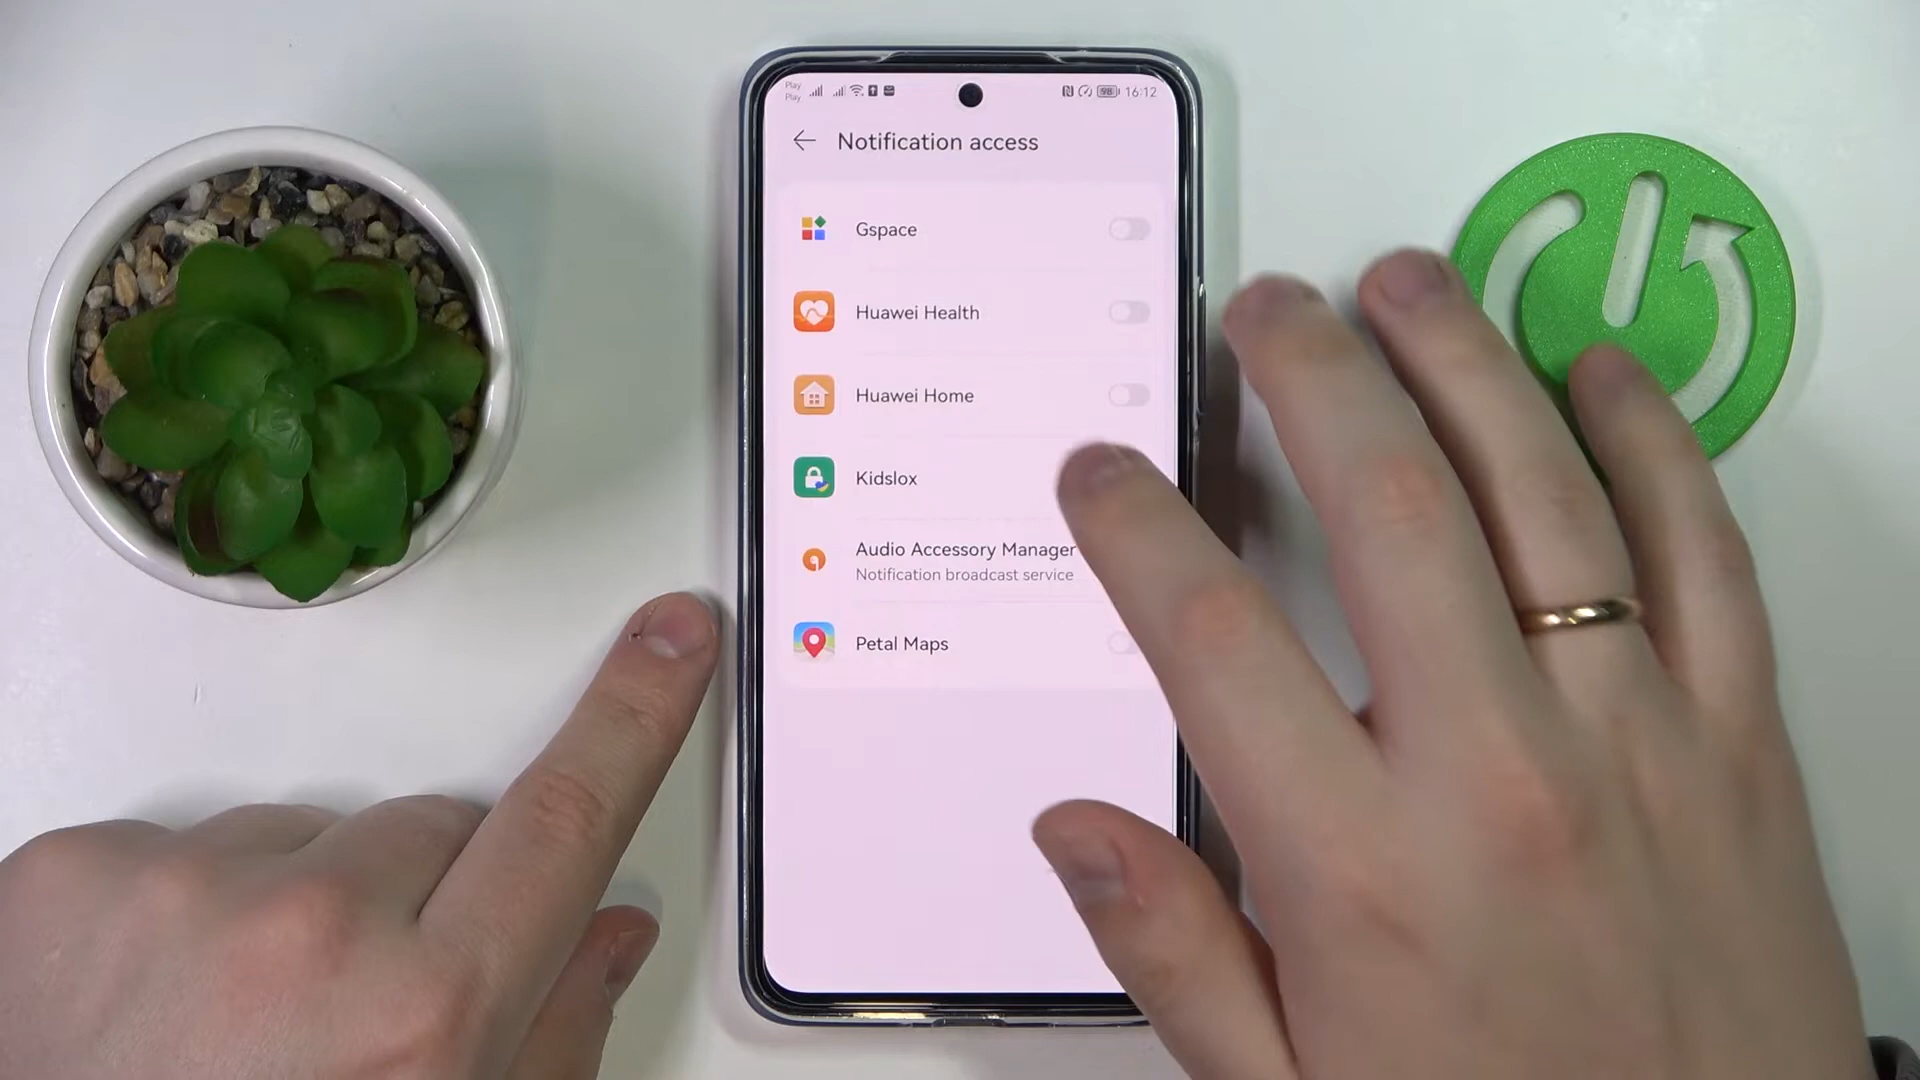 Play
Play
98
16:12
Notification access
Gspace
Huawei Health
Huawei Home
Kidslox
Audio Accessory Manager
Notification broadcast service
Petal Maps